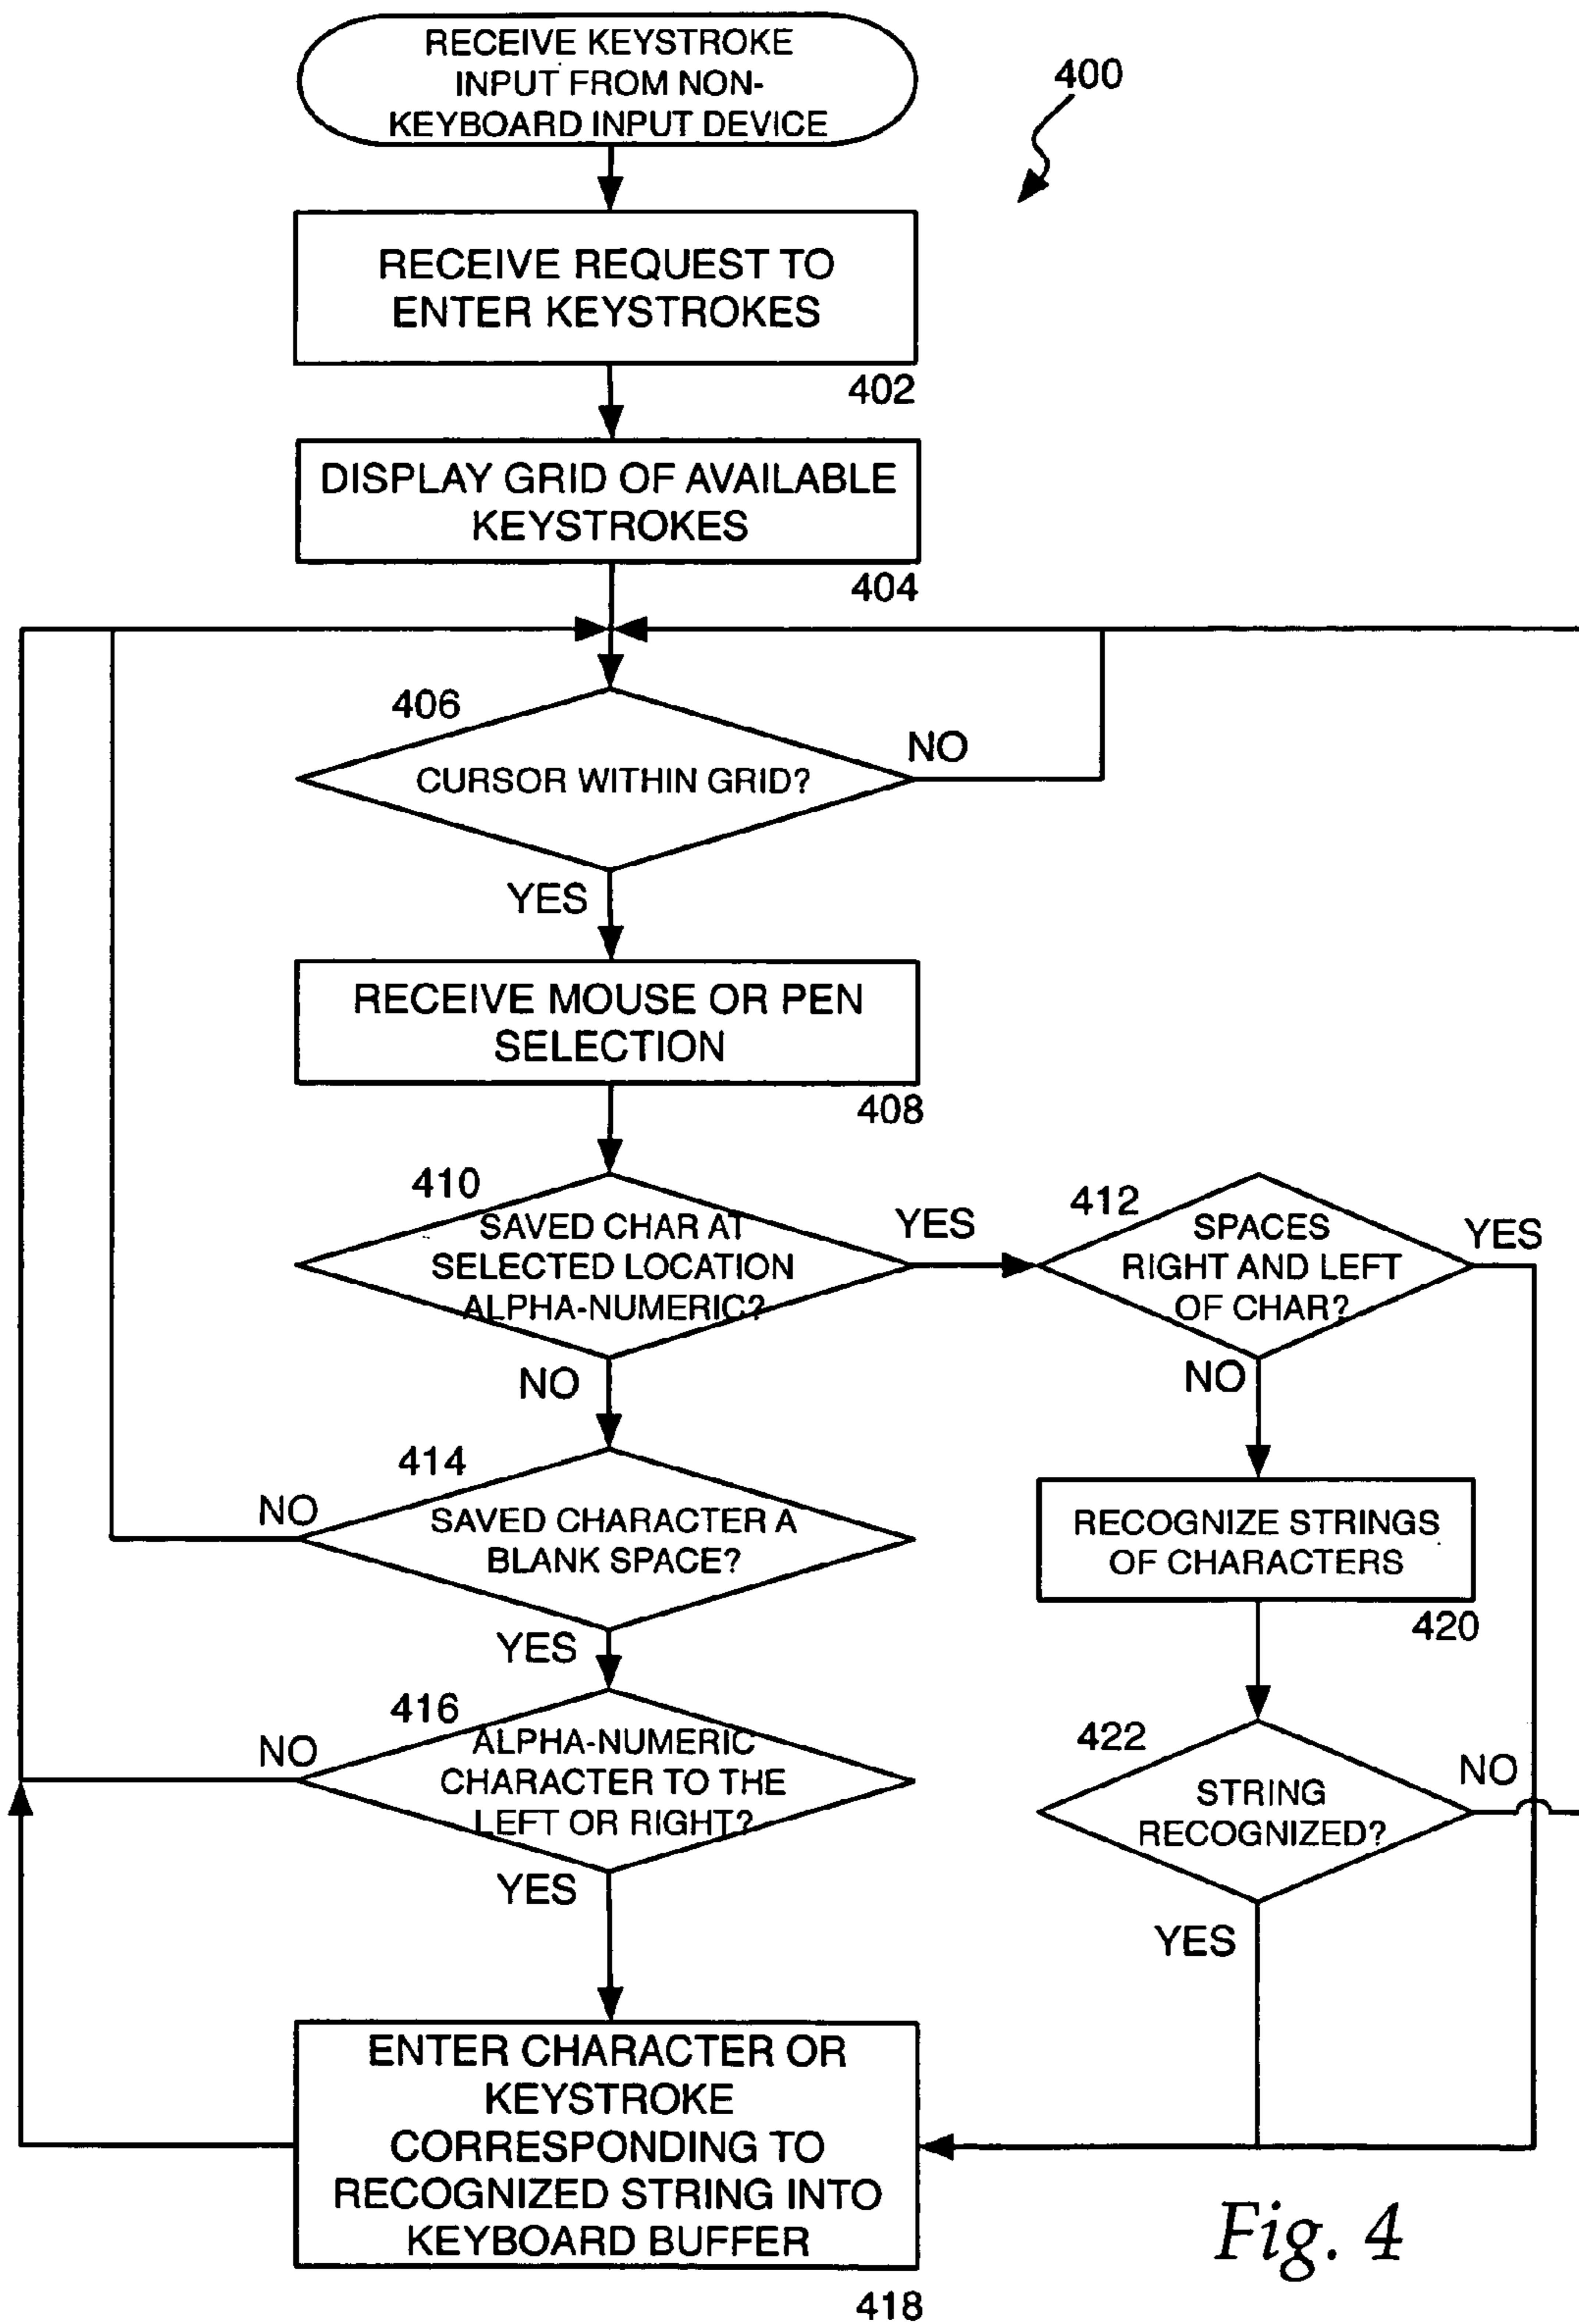 RECEIVE KEYSTROKE
INPUT FROM NON-
KEYBOARD INPUT DEVICE
400
RECEIVE REQUEST TO
ENTER KEYSTROKES
402
DISPLAY GRID OF AVAILABLE
KEYSTROKES
404
406
CURSOR WITHIN GRID?
NO
YES
RECEIVE MOUSE OR PEN
SELECTION
408
410
SAVED CHAR AT
SELECTED LOCATION
ALPHA-NUMERIC?
YES
NO
412
SPACES
RIGHT AND LEFT
OF CHAR?
YES
NO
414
SAVED CHARACTER A
BLANK SPACE?
NO
YES
RECOGNIZE STRINGS
OF CHARACTERS
420
416
ALPHA-NUMERIC
CHARACTER TO THE
LEFT OR RIGHT?
NO
YES
422
STRING
RECOGNIZED?
NO
YES
ENTER CHARACTER OR
KEYSTROKE
CORRESPONDING TO
RECOGNIZED STRING INTO
KEYBOARD BUFFER
418
Fig. 4